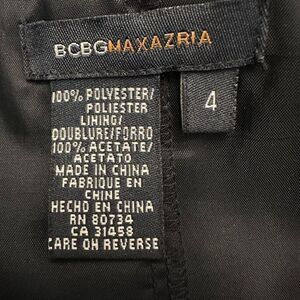 BCBGMAXAZRIA
4
100% POLYESTER/
POLIESTER
LINING/
DOUBLURE/FORRO
100% ACETATE/
ACETATO
MADE IN CHINA
FABRIQUE EN
CHINE
HECHO EN CHINA
RN 80734
CA 31458
CARE ON REVERSE